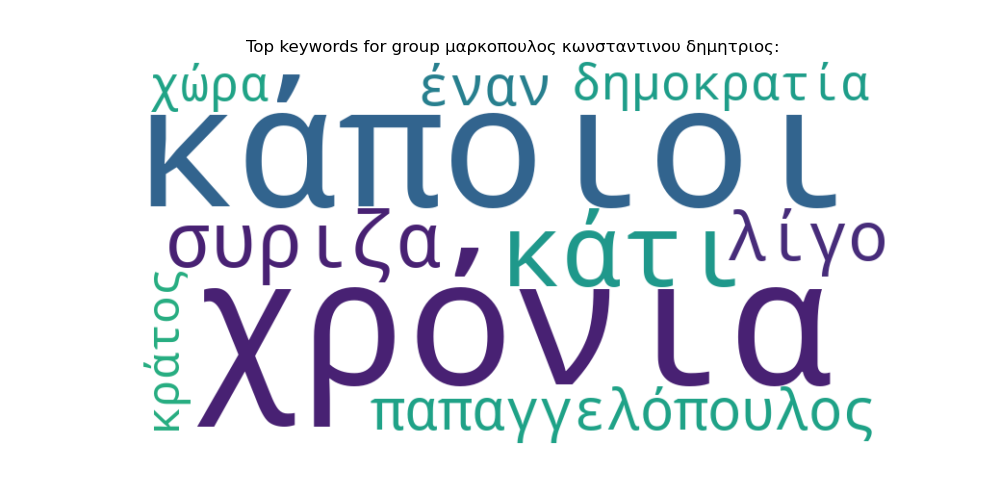 Top keywords for group μαρκοπουλος κωνσταντινου δημητριος:
χώρα έναν δημοκρατία
κάποιοι
συριζα κάτι λίγο
κράτος χρόνια
παπαγγελόπουλος